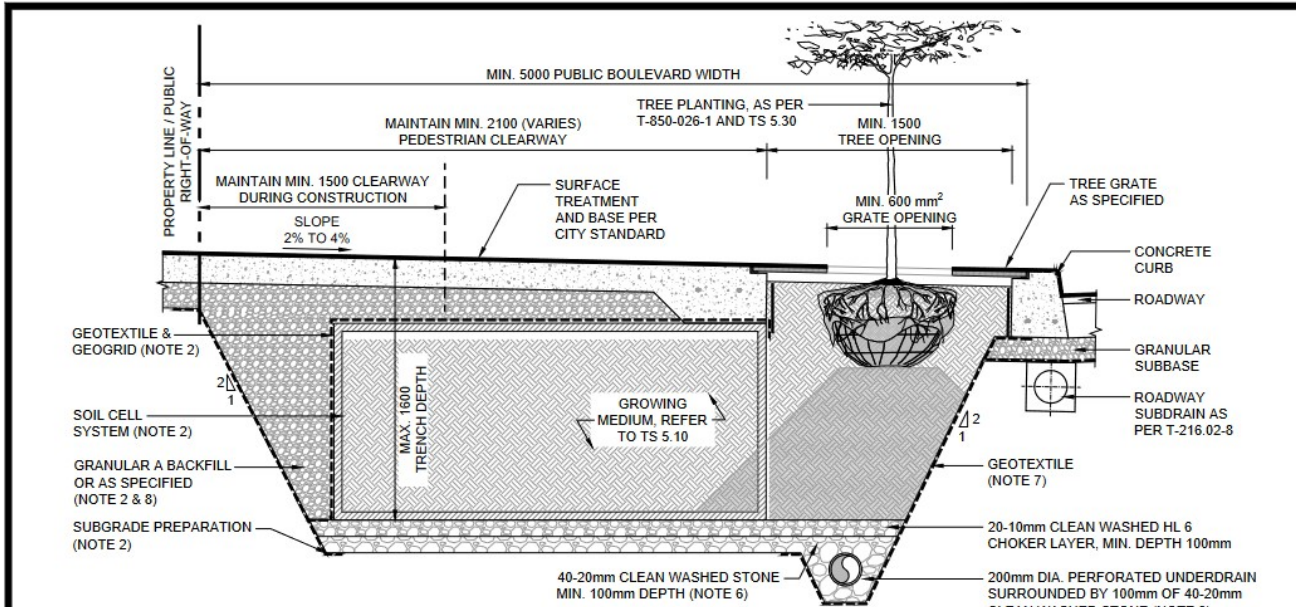 PROPERTY LINE / PUBLIC
RIGHT-OF-WAY
MIN. 5000 PUBLIC BOULEVARD WIDTH
TREE PLANTING, AS PER
T-850-026-1 AND TS 5.30
MAINTAIN MIN. 2100 (VARIES)
PEDESTRIAN CLEARWAY
MIN. 1500
TREE OPENING
MAINTAIN MIN. 1500 CLEARWAY
DURING CONSTRUCTION
SLOPE
2% TO 4%
SURFACE
TREATMENT
AND BASE PER
CITY STANDARD
MIN. 600 mm²
GRATE OPENING
TREE GRATE
AS SPECIFIED
CONCRETE
CURB
ROADWAY
GRANULAR
SUBBASE
ROADWAY
SUBDRAIN AS
PER T-216.02-8
GEOTEXTILE &
GEOGRID (NOTE 2)
2
1
SOIL CELL
SYSTEM (NOTE 2)
GRANULAR A BACKFILL
OR AS SPECIFIED
(NOTE 2 & 8)
SUBGRADE PREPARATION
(NOTE 2)
MAX. 1600
TRENCH DEPTH
GROWING
MEDIUM, REFER
TO TS 5.10
2
1
GEOTEXTILE
(NOTE 7)
20-10mm CLEAN WASHED HL 6
CHOKER LAYER, MIN. DEPTH 100mm
40-20mm CLEAN WASHED STONE
MIN. 100mm DEPTH (NOTE 6)
200mm DIA. PERFORATED UNDERDRAIN
SURROUNDED BY 100mm OF 40-20mm